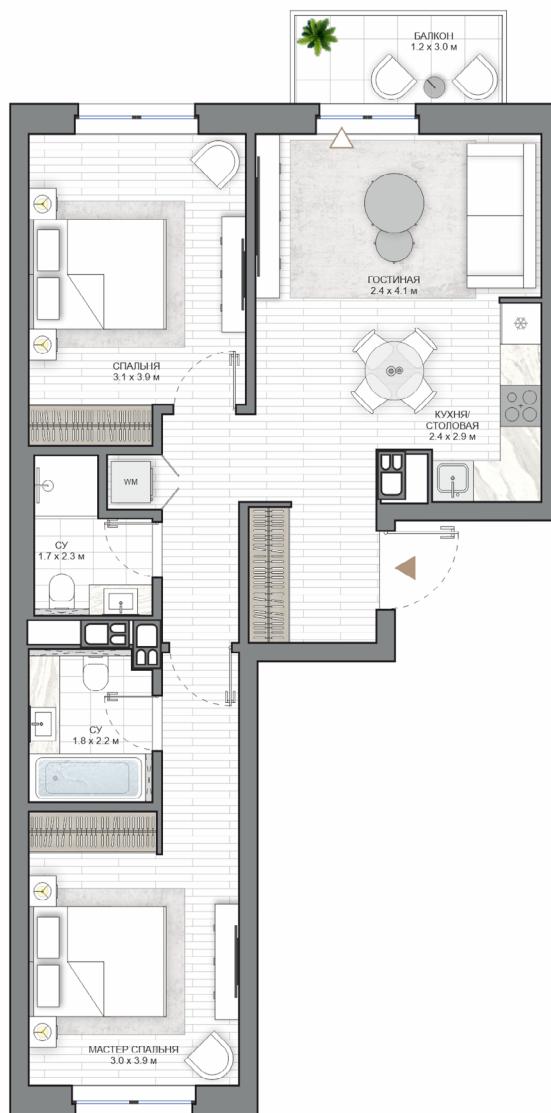 БАЛКОН
1.2 x 3.0 м
ГОСТИНАЯ
2.4 x 4.1 м
СПАЛЬНЯ
3.1 x 3.9 м
КУХНЯ/
СТОЛОВАЯ
2.4 x 2.9 м
WM
СУ
1.7 x 2.3 м
СУ
1.8 x 2.2 м
МАСТЕР СПАЛЬНЯ
3.0 x 3.9 м